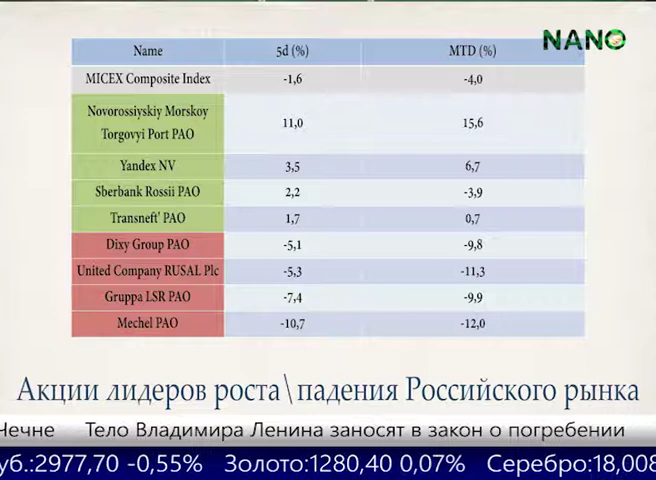 NANO
Name 5d (%) MTD (%)
MICEX Composite Index -1,6 -4,0
Novorossiyskiy Morskoy
Torgovyi Port PAO 11,0 15,6
Yandex NV 3,5 6,7
Sberbank Rossii PAO 2,2 -3,9
Transneft' PAO 1,7 0,7
Dixy Group PAO -5,1 -9,8
United Company RUSAL Plc -5,3 -11,3
Gruppa LSR PAO -7,4 -9,9
Mechel PAO -10,7 -12,0
Акции лидеров роста\падения Российского рынка
Чечне Тело Владимира Ленина заносят в закон о погребении
уб.:2977,70 -0,55% Золото:1280,40 0,07% Серебро:18,008